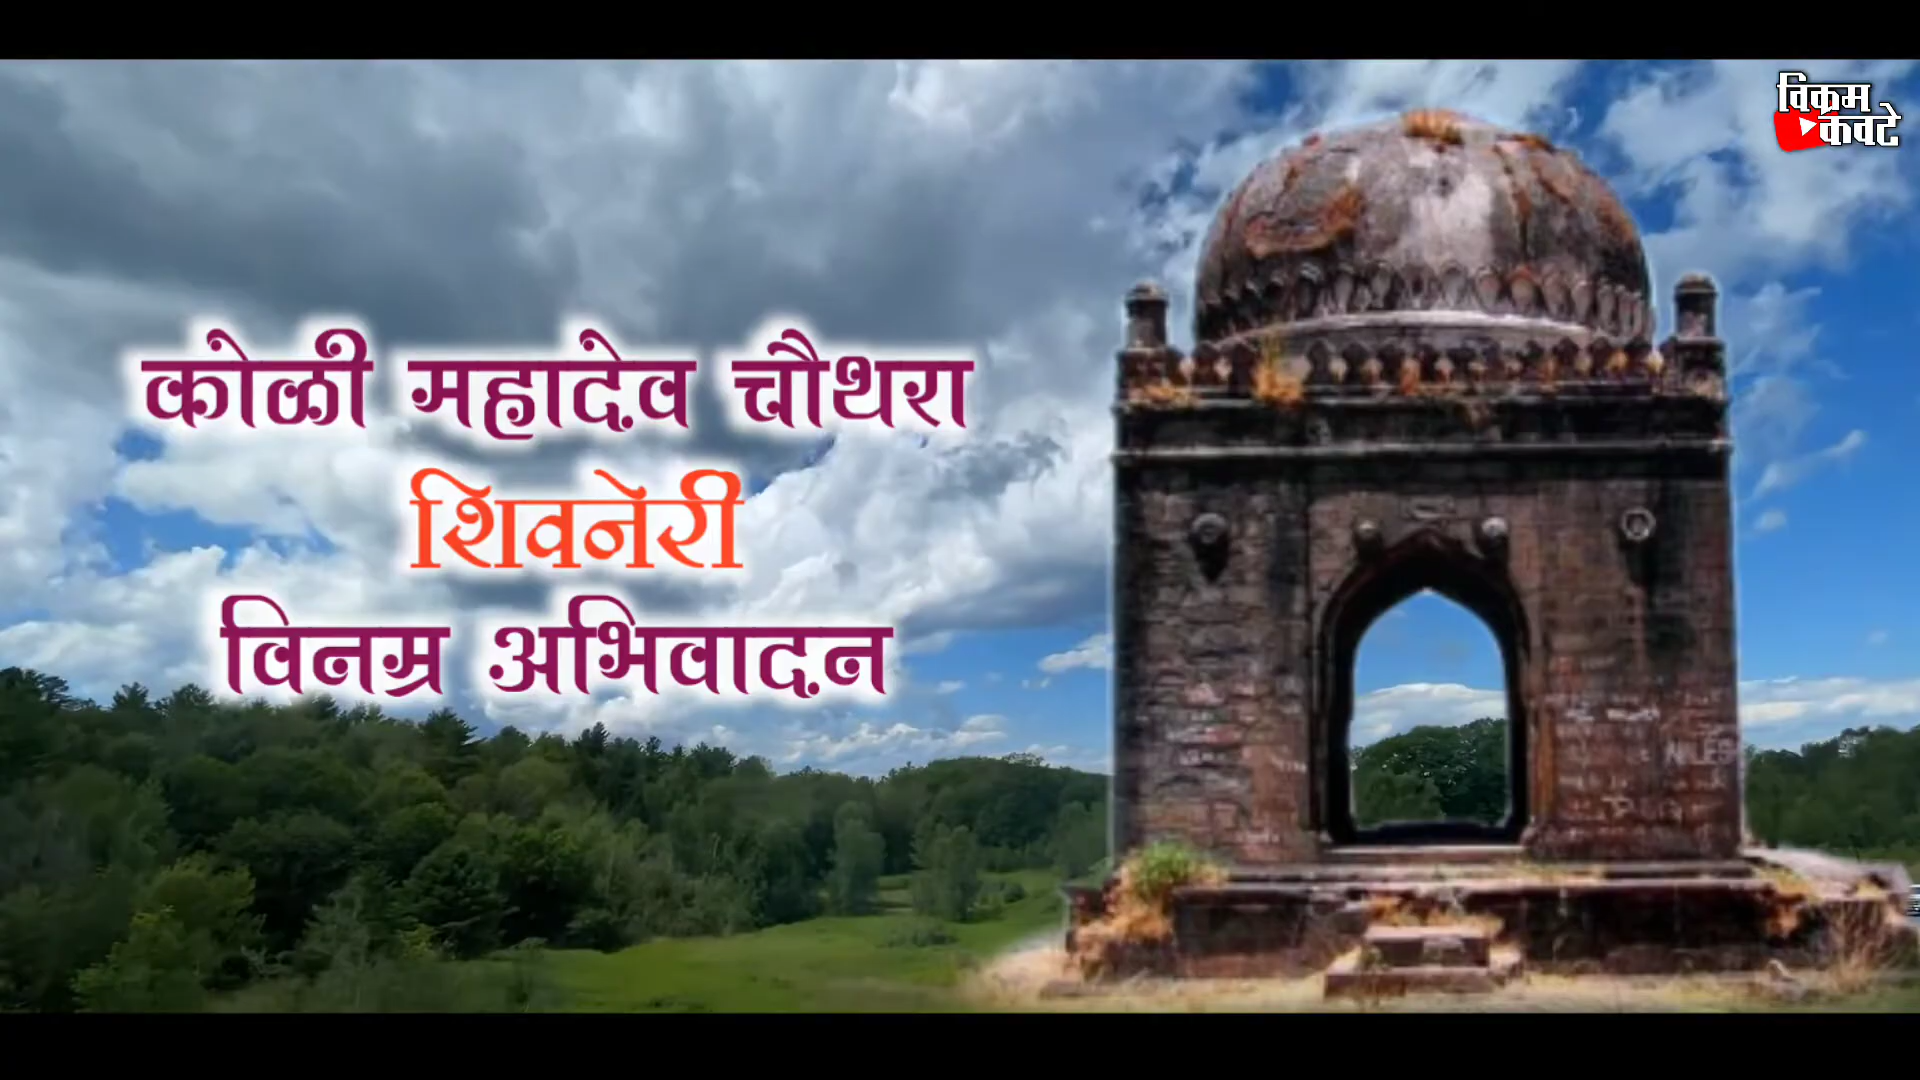 कोळी महादेव चौथरा
शिवनेरी
विनम्र अभिवादन
विक्रम
कवटे